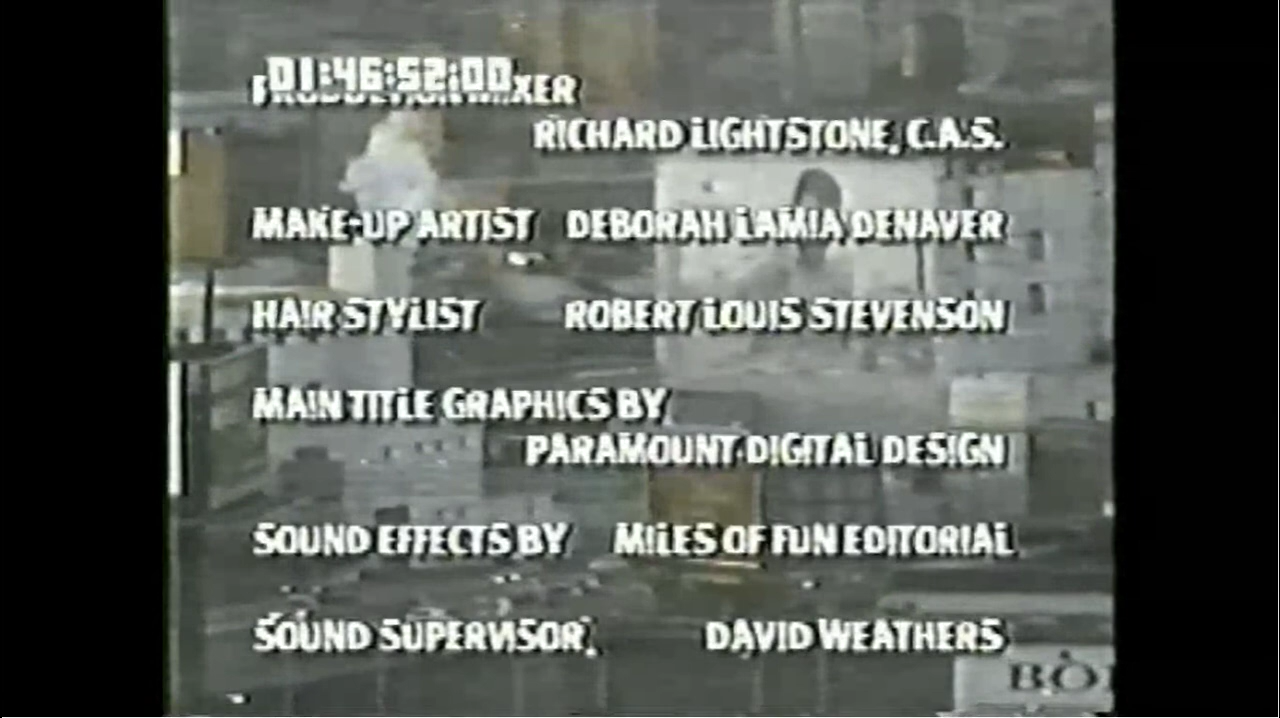 01:46:52:00
RICHARD LIGHTSTONE, C.A.S.
MAKE-UP ARTIST DEBORAH LAMIA DENAVER
HAIR STYLIST ROBERT LOUIS STEVENSON
MAIN TITLE GRAPHICS BY
PARAMOUNT DIGITAL DESIGN
SOUND EFFECTS BY MILES OF FUN EDITORIAL
SOUND SUPERVISOR DAVID WEATHERS